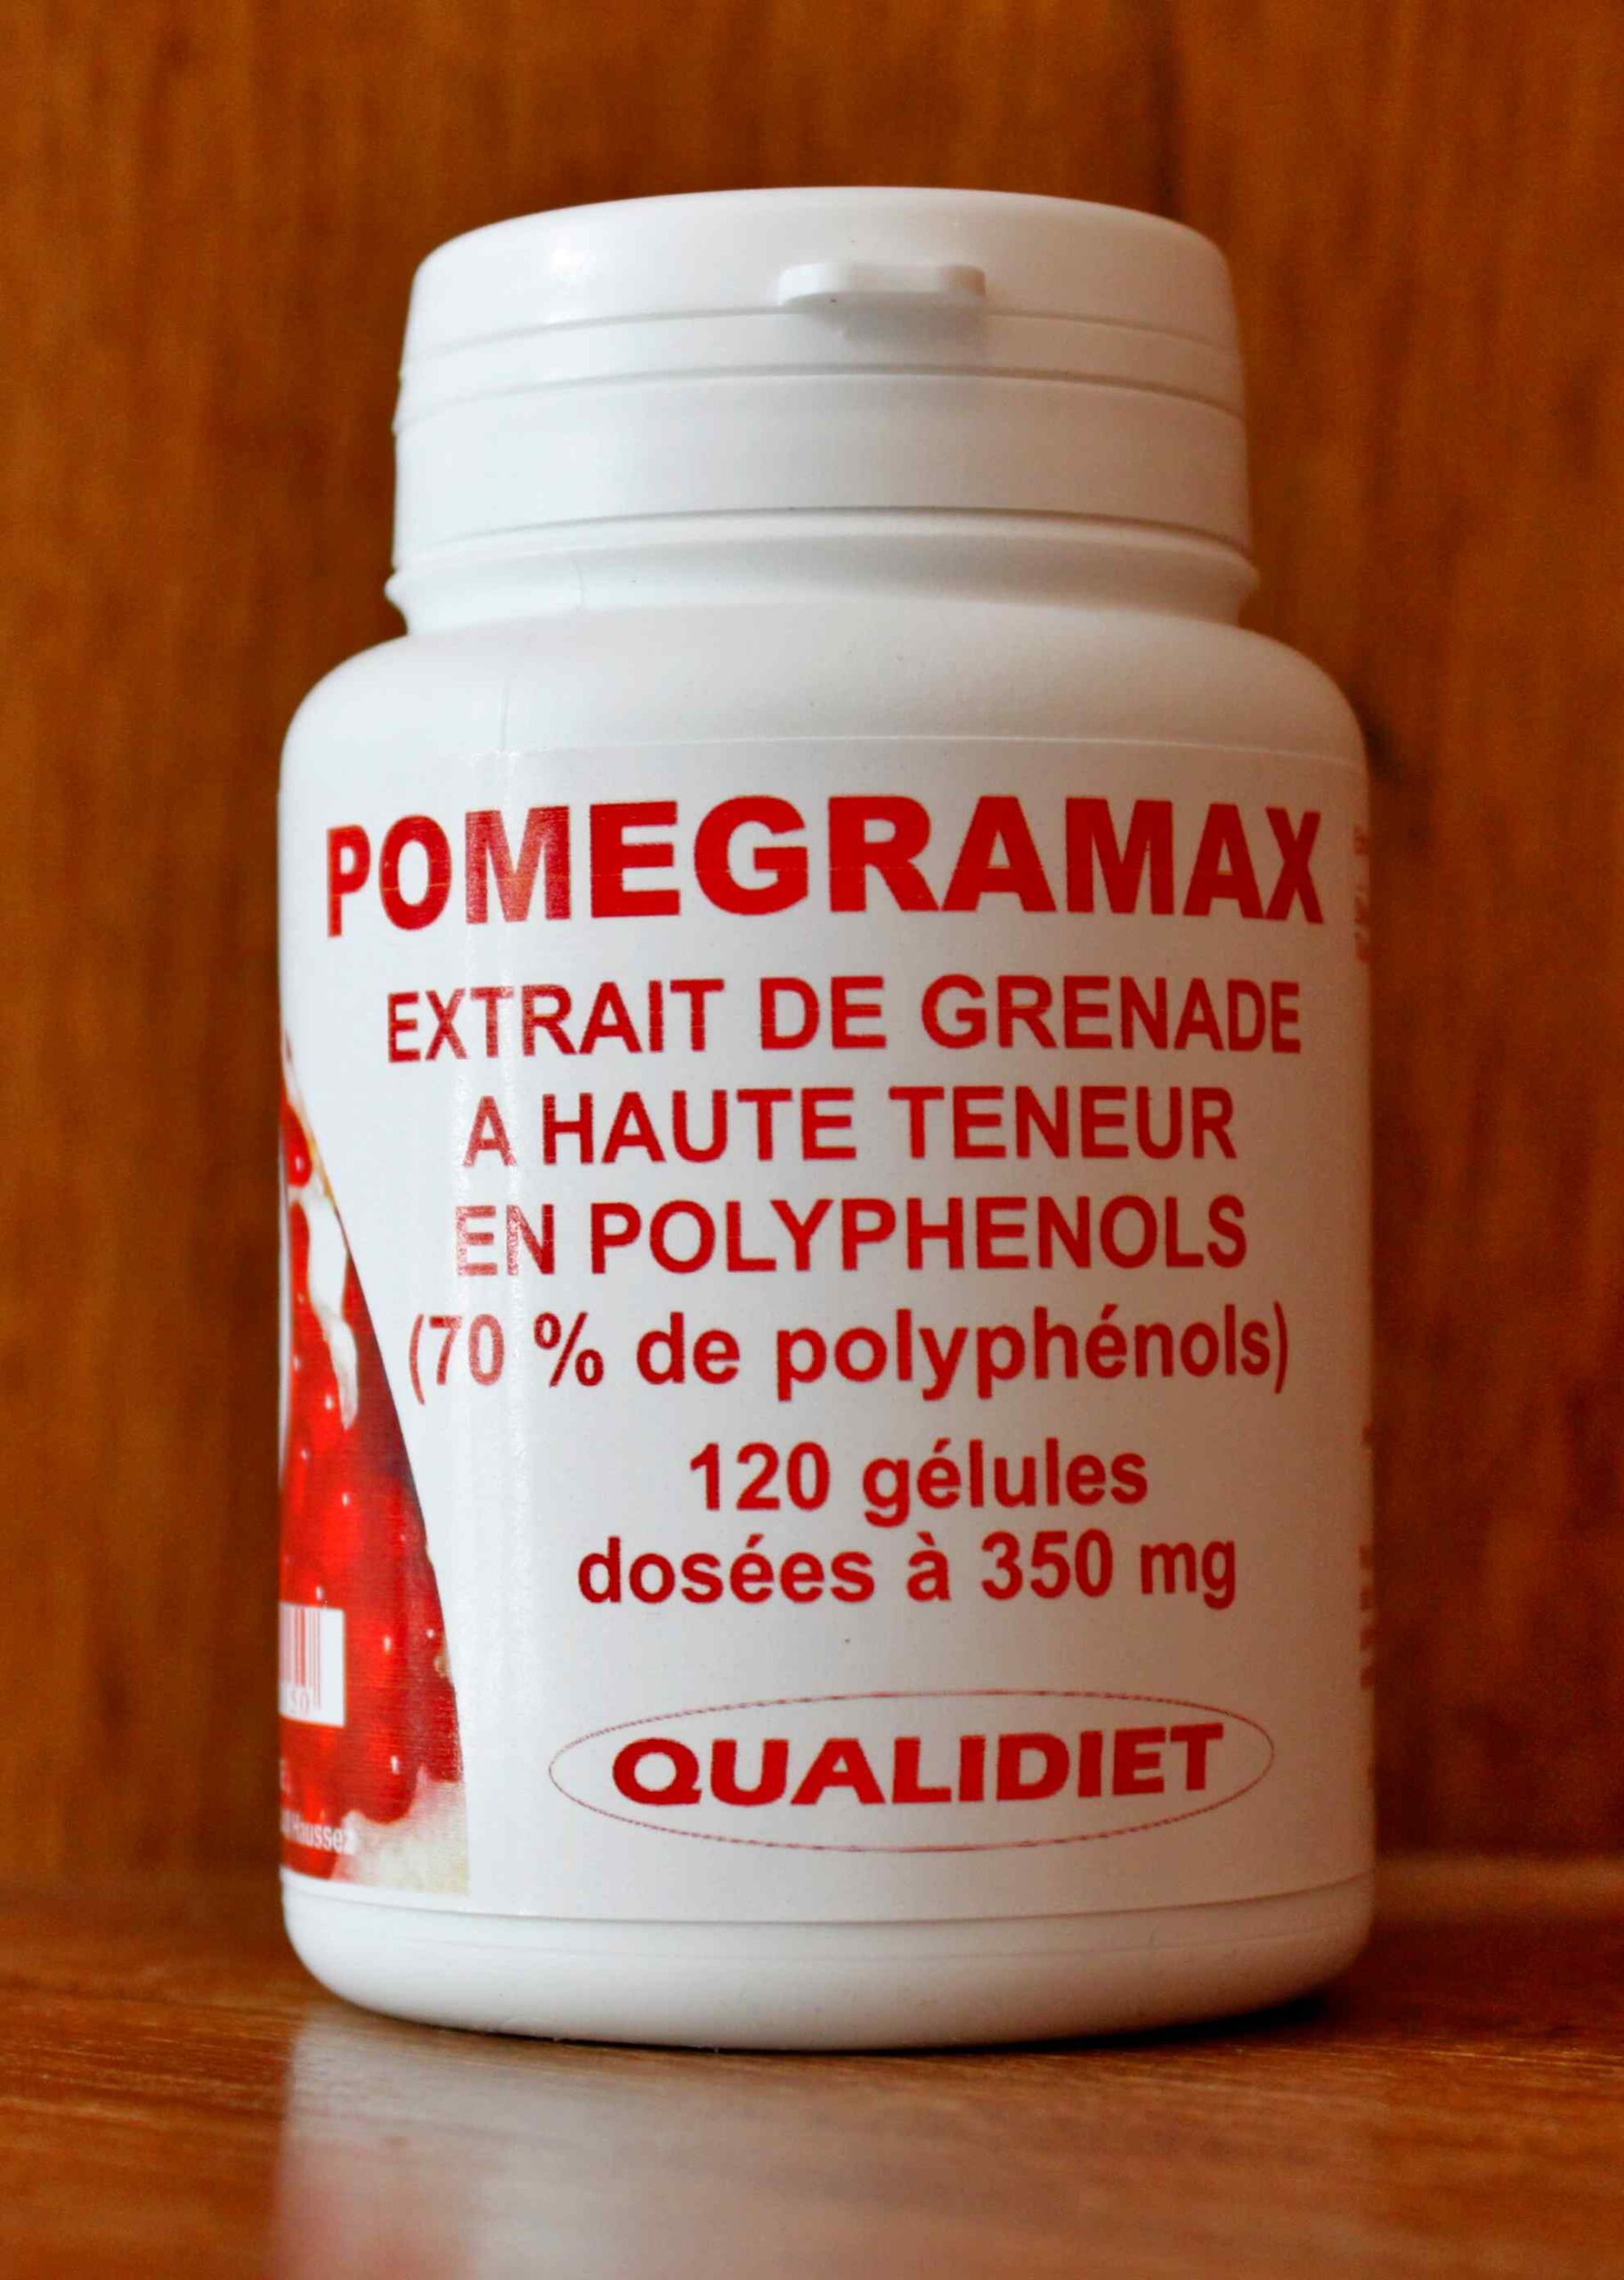 POMEGRAMAX
EXTRAIT DE GRENADE
A HAUTE TENEUR
EN POLYPHENOLS
(70 % de polyphénols)
120 gélules
dosées à 350 mg
QUALIDIET